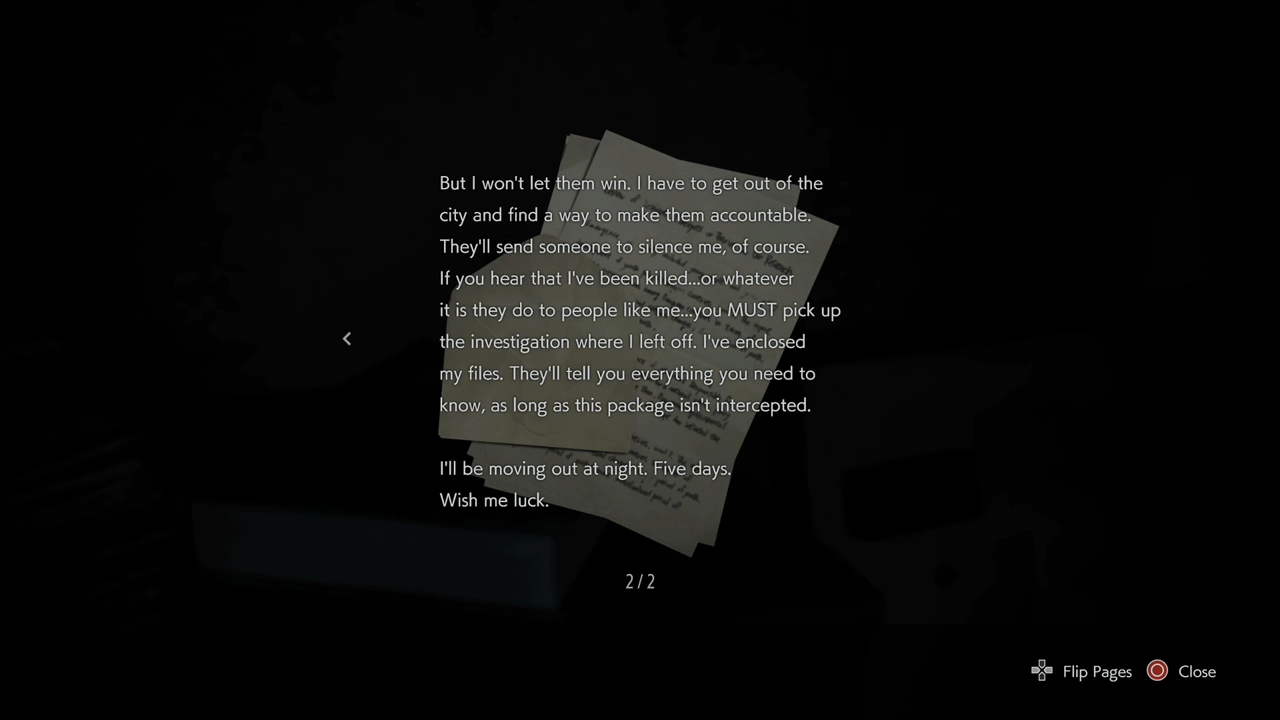 But I won't let them win. I have to get out of the
city and find a way to make them accountable.
They'll send someone to silence me, of course.
If you hear that I've been killed...or whatever
it is they do to people like me...you MUST pick up
the investigation where I left off. I've enclosed
my files. They'll tell you everything you need to
know, as long as this package isn't intercepted.
I'll be moving out at night. Five days.
Wish me luck.
2 / 2
Flip Pages Close